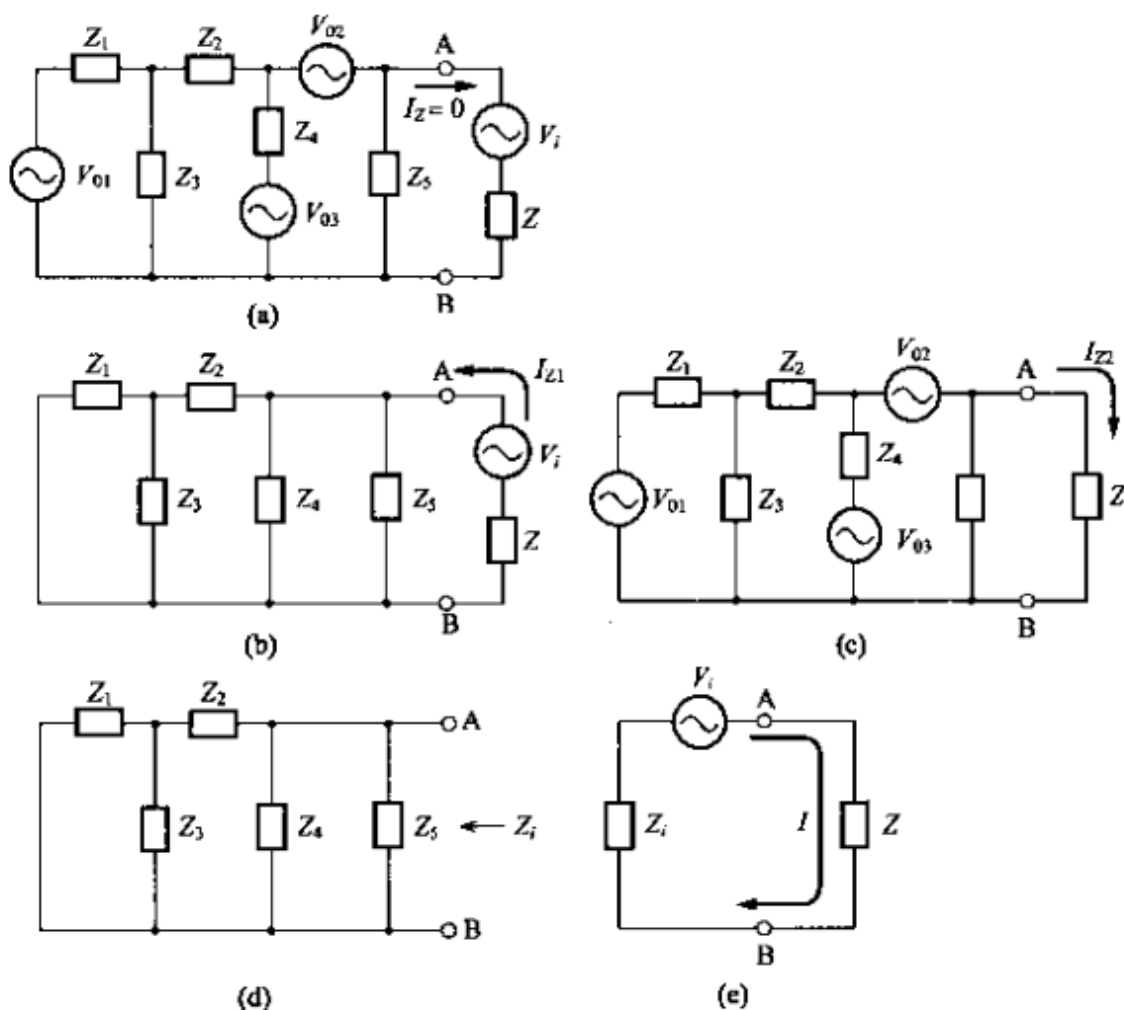 V02
Z1 Z2 A
IZ = 0
Z4 Vi
V01 Z3 Z5
V03 Z
B
(a)
Z1 Z2 A IZ1
Vi
Z3 Z4 Z5
Z
B
(b)
V02 IZ2
Z1 Z2 A
Z4
V01 Z3 Z
V03
B
(c)
Z1 Z2
A
Z3 Z4 Z5 Zi
B
(d)
Vi
A
Zi I Z
B
(e)